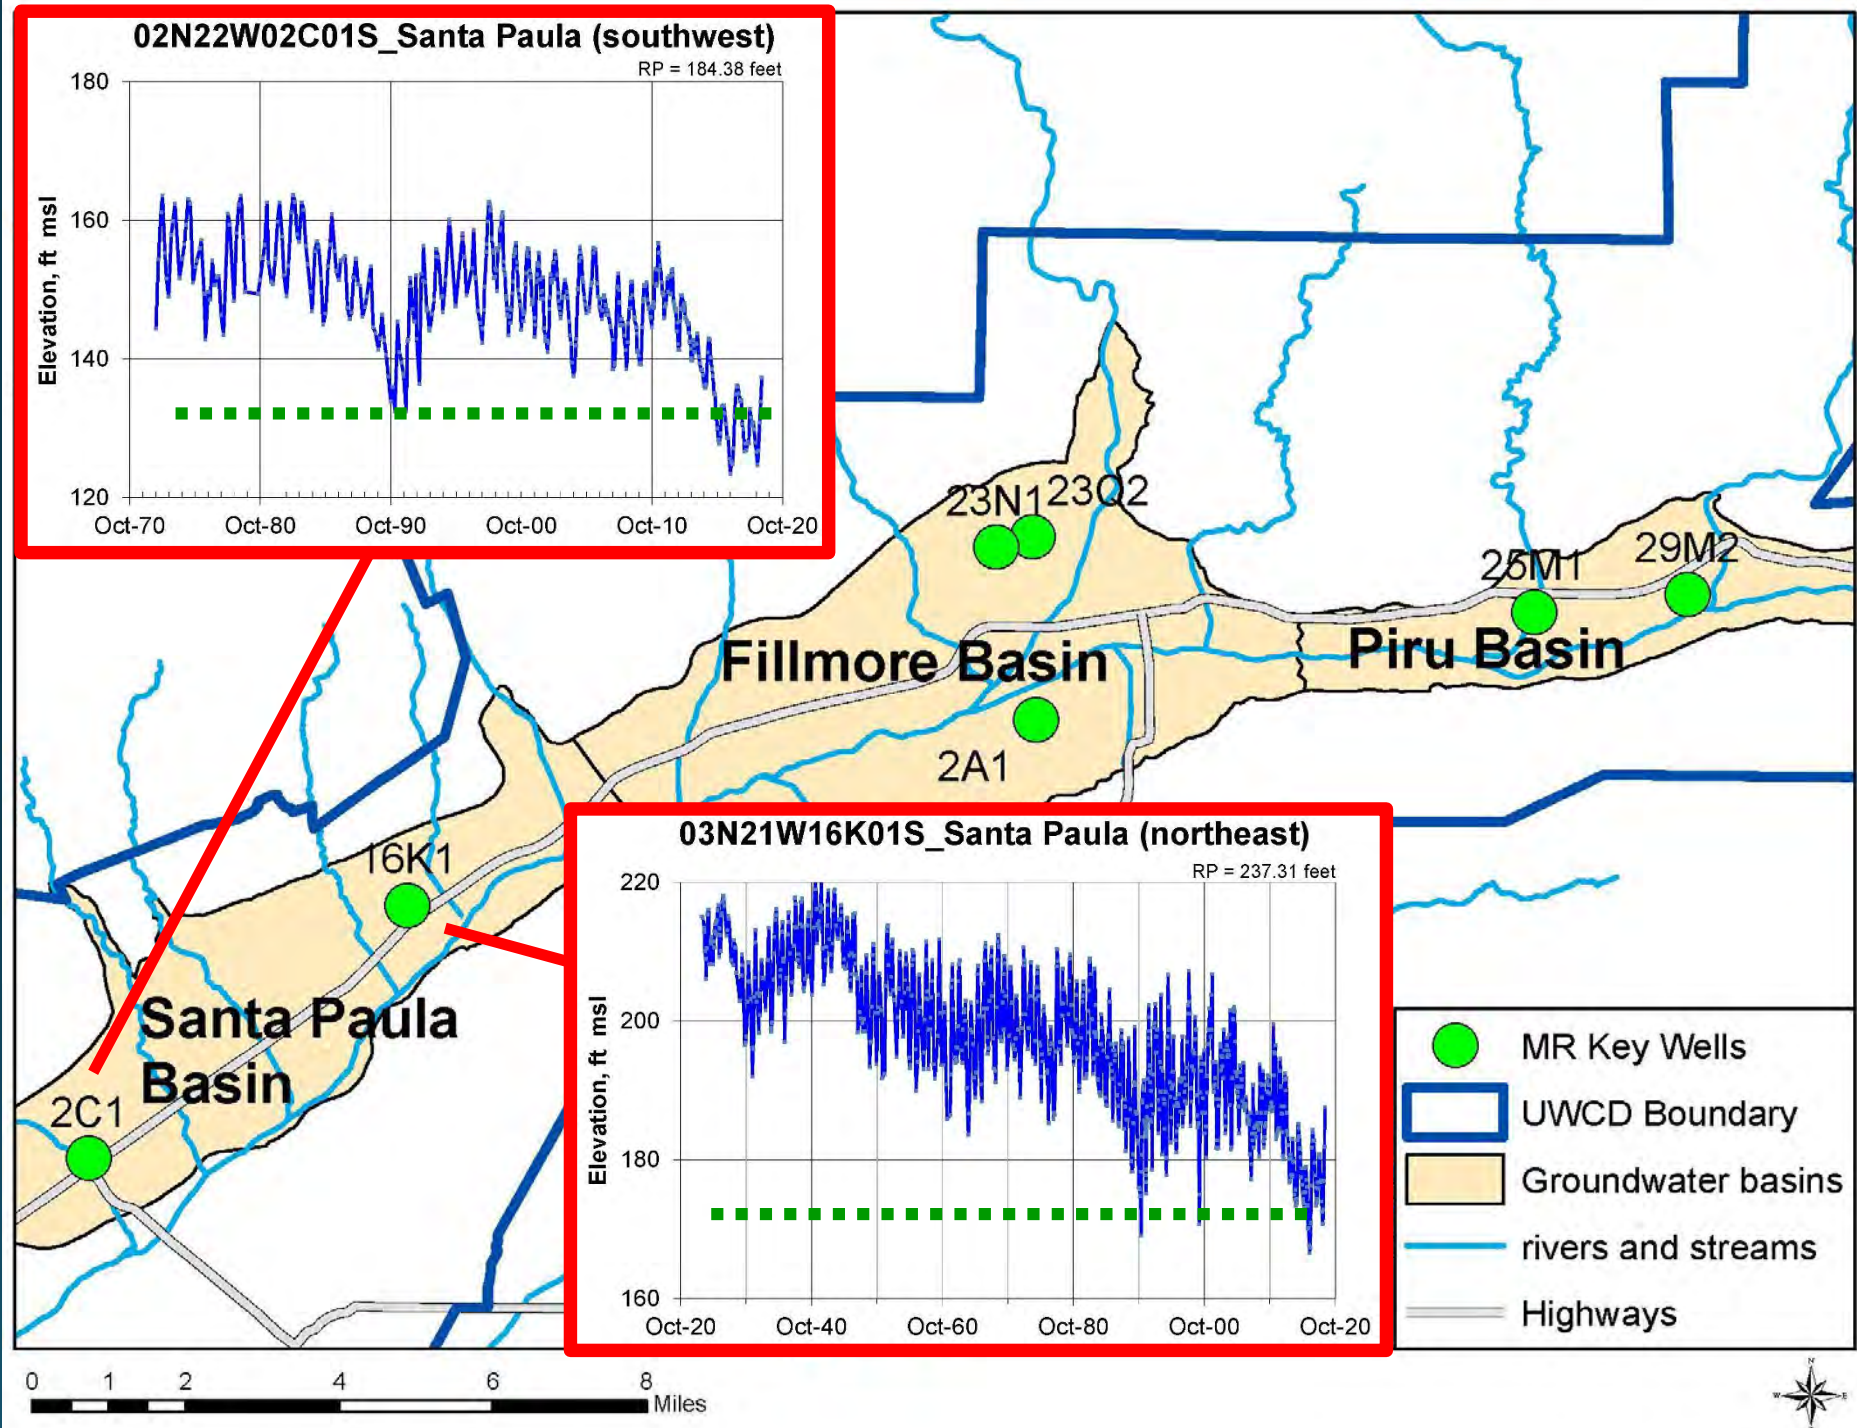 02N22W02C01S_Santa Paula (southwest)
RP = 184.38 feet
Elevation, ft msl
180
160
140
120
Oct-70
Oct-80
Oct-90
Oct-00
Oct-10
Oct-20
23N1
23Q2
25M1
29M2
Fillmore Basin
Piru Basin
2A1
16K1
Santa Paula
Basin
2C1
03N21W16K01S_Santa Paula (northeast)
RP = 237.31 feet
Elevation, ft msl
220
200
180
160
Oct-20
Oct-40
Oct-60
Oct-80
Oct-00
Oct-20
MR Key Wells
UWCD Boundary
Groundwater basins
rivers and streams
Highways
0 1 2 4 6 8
Miles
N
W
E